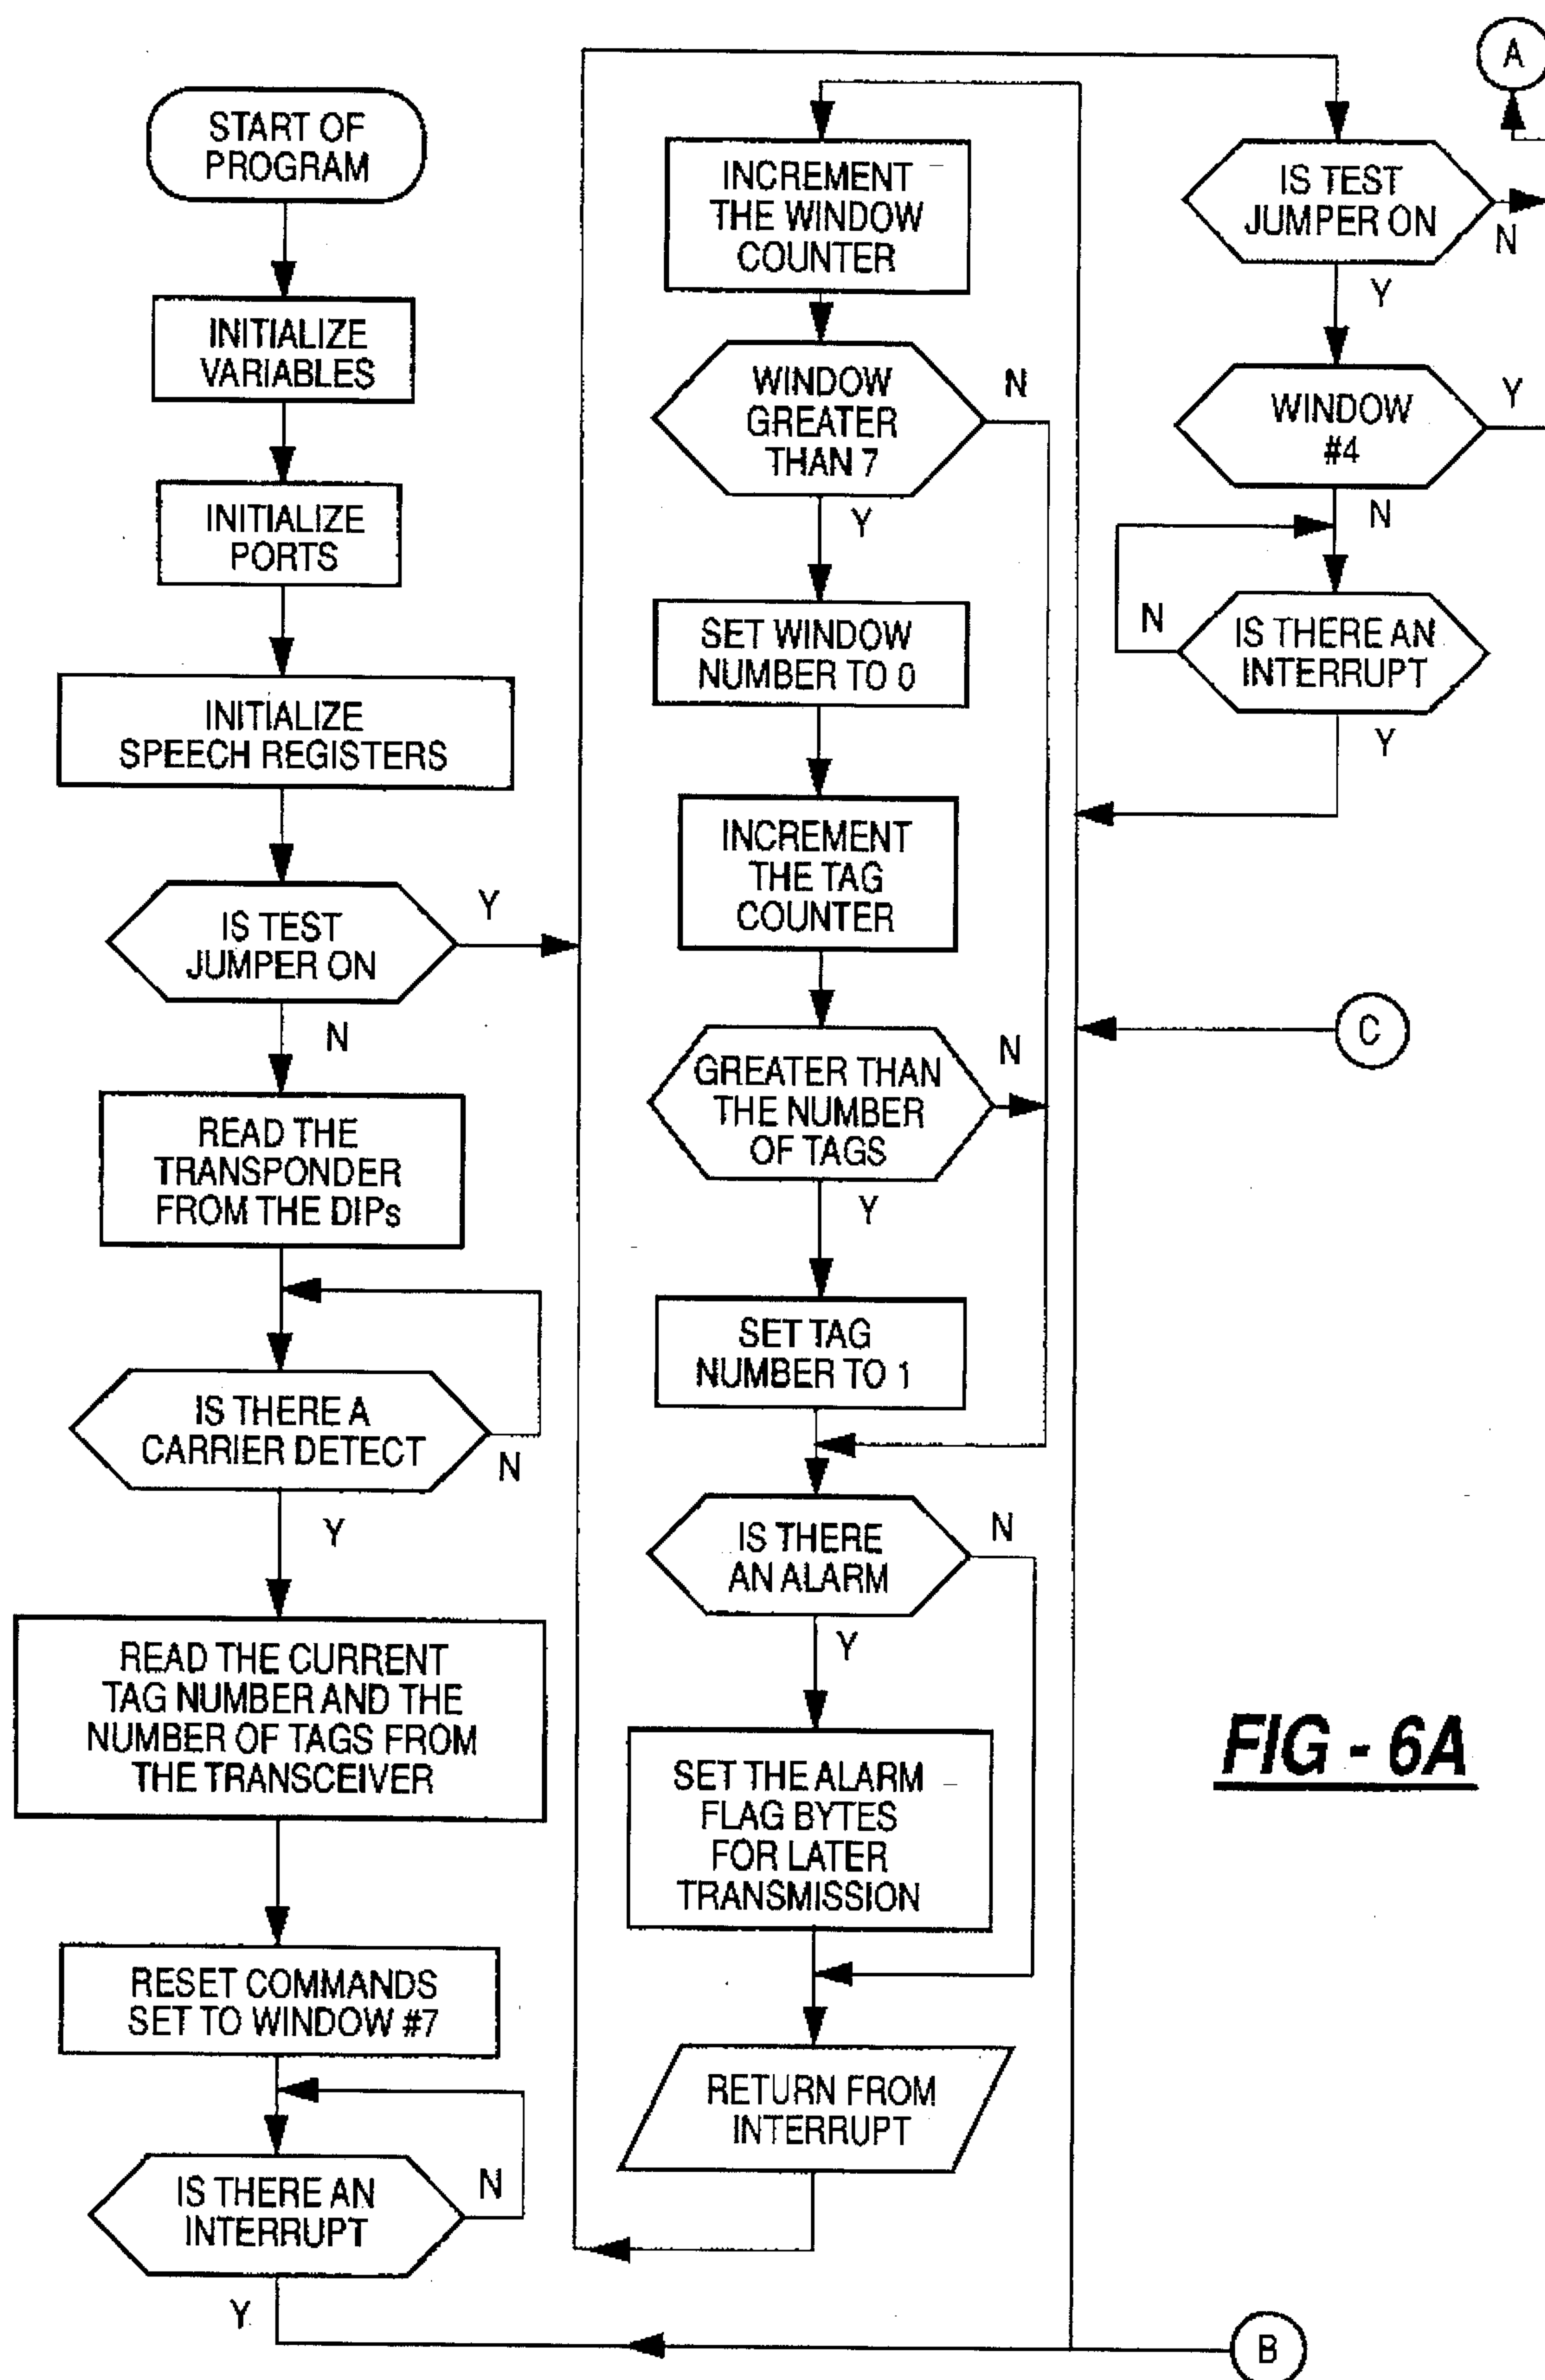 START OF
PROGRAM
INITIALIZE
VARIABLES
INITIALIZE
PORTS
INITIALIZE
SPEECH REGISTERS
IS TEST
JUMPER ON
Y
N
READ THE
TRANSPONDER
FROM THE DIPs
IS THERE A
CARRIER DETECT
N
Y
READ THE CURRENT
TAG NUMBER AND THE
NUMBER OF TAGS FROM
THE TRANSCEIVER
RESET COMMANDS
SET TO WINDOW #7
IS THERE AN
INTERRUPT
N
Y
INCREMENT
THE WINDOW
COUNTER
WINDOW
GREATER
THAN 7
N
Y
SET WINDOW
NUMBER TO 0
INCREMENT
THE TAG
COUNTER
GREATER THAN
THE NUMBER
OF TAGS
N
Y
SET TAG
NUMBER TO 1
IS THERE
AN ALARM
N
Y
SET THE ALARM
FLAG BYTES
FOR LATER
TRANSMISSION
RETURN FROM
INTERRUPT
A
IS TEST
JUMPER ON
N
Y
WINDOW
#4
Y
N
IS THERE AN
INTERRUPT
N
Y
C
FIG - 6A
B